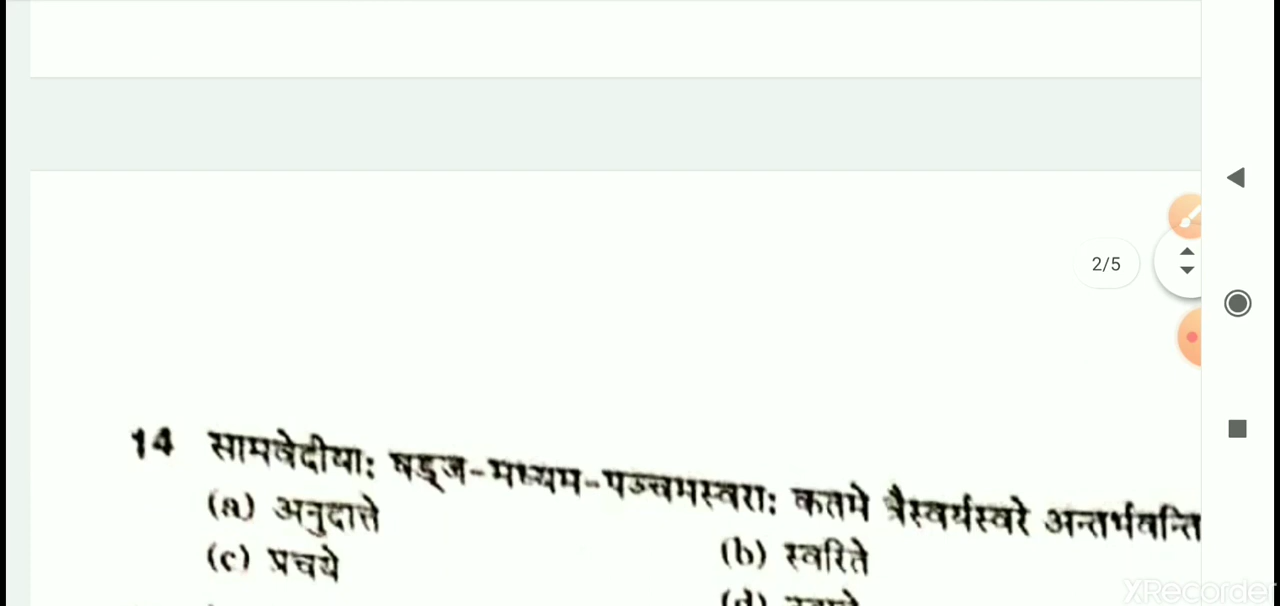 2/5
14 सामवेदीयाः षड्ज-मध्यम-पञ्चमस्वराः कतमे त्रैस्वर्यस्वरे अन्तर्भवन्ति
(a) अनुदात्ते
(b) स्वरिते
(c) प्रचये
(d)
XRecorder